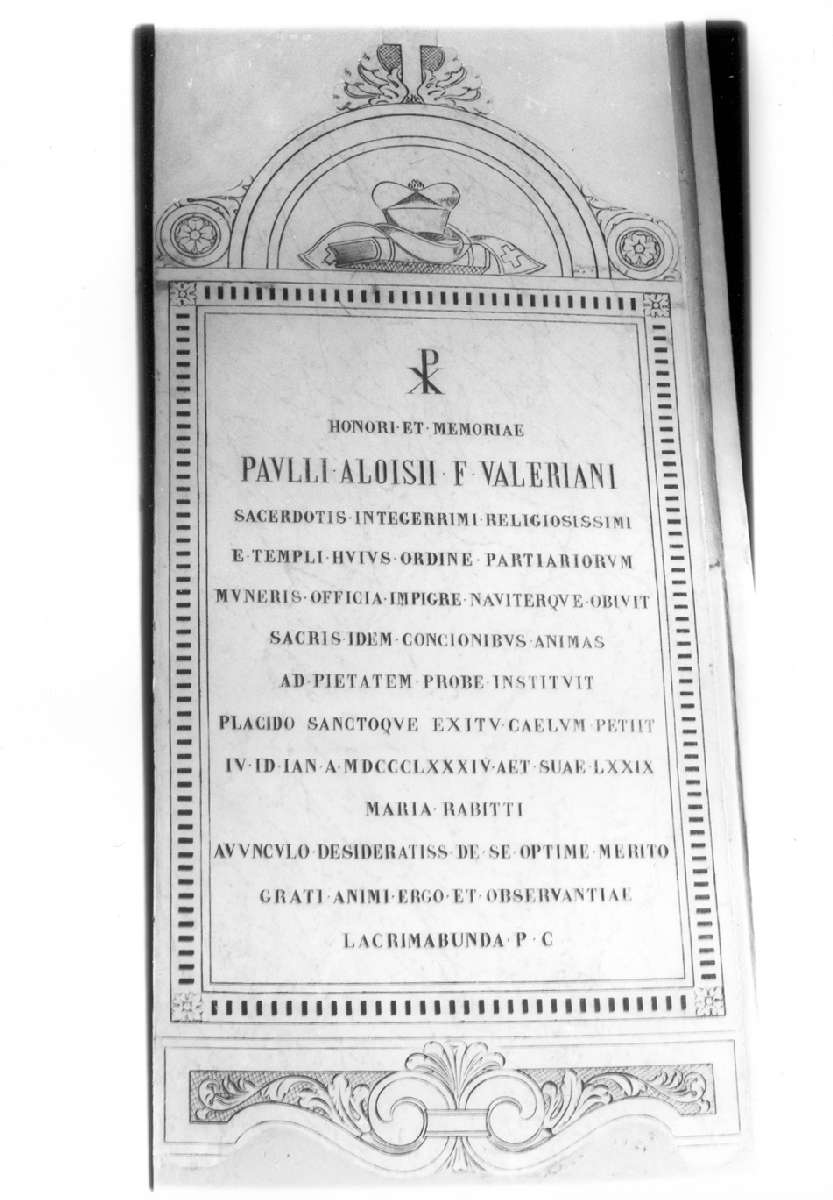 ☧
HONORI·ET·MEMORIAE
PAVLLI·ALOISII·F·VALERIANI
SACERDOTIS·INTEGERRIMI·RELIGIOSISSIMI
E·TEMPLI·HVIVS·ORDINE·PARTIARIORVM
MVNERIS·OFFICIA·IMPIGRE·NAVITERQVE·OBIVIT
SACRIS·IDEM·CONCIONIBVS·ANIMAS
AD·PIETATEM·PROBE·INSTITVIT
PLACIDO SANCTOQVE EXITV·CAELVM·PETIIT
IV·ID·IAN·A·MDCCCLXXXIV·AET·SUAE·LXXIX
MARIA·RABITTI
AVVNCVLO·DESIDERATISS·DE·SE·OPTIME·MERITO
GRATI·ANIMI·ERGO·ET·OBSERVANTIAE
LACRIMABUNDA·P·C